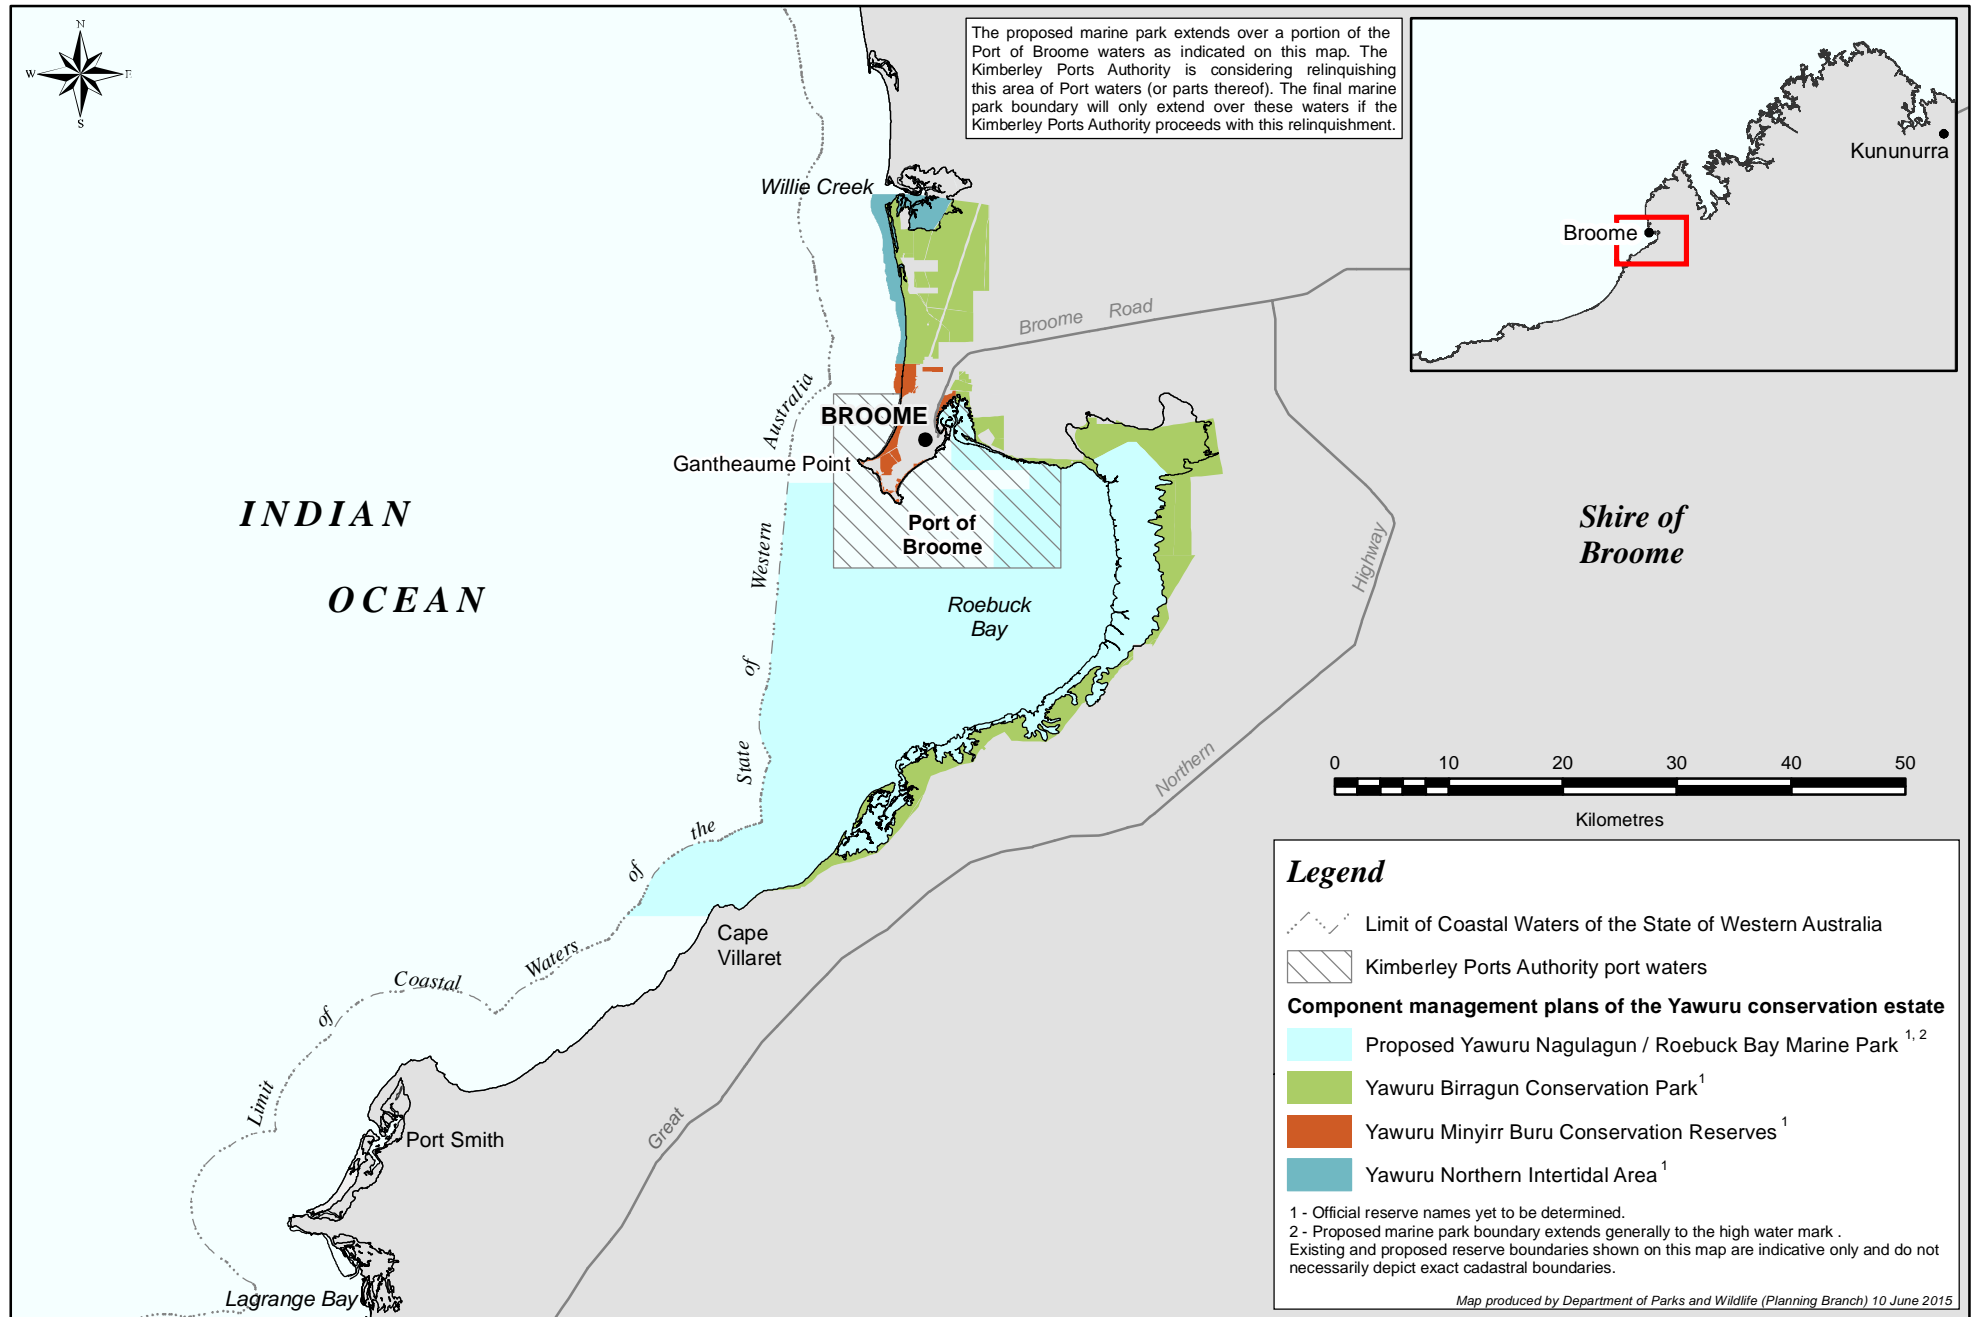 N
W
E
S
The proposed marine park extends over a portion of the
Port of Broome waters as indicated on this map. The
Kimberley Ports Authority is considering relinquishing
this area of Port waters (or parts thereof). The final marine
park boundary will only extend over these waters if the
Kimberley Ports Authority proceeds with this relinquishment.
Kununurra
Broome
Willie Creek
Broome Road
BROOME
Gantheaume Point
Port of
Broome
INDIAN
OCEAN
Shire of
Broome
Roebuck
Bay
Cape
Villaret
Port Smith
Lagrange Bay
Limit of Coastal Waters of the State of Western Australia
Great Northern Highway
0 10 20 30 40 50
Kilometres
Legend
Limit of Coastal Waters of the State of Western Australia
Kimberley Ports Authority port waters
Component management plans of the Yawuru conservation estate
Proposed Yawuru Nagulagun / Roebuck Bay Marine Park 1, 2
Yawuru Birragun Conservation Park 1
Yawuru Minyirr Buru Conservation Reserves 1
Yawuru Northern Intertidal Area 1
1 - Official reserve names yet to be determined.
2 - Proposed marine park boundary extends generally to the high water mark .
Existing and proposed reserve boundaries shown on this map are indicative only and do not
necessarily depict exact cadastral boundaries.
Map produced by Department of Parks and Wildlife (Planning Branch) 10 June 2015